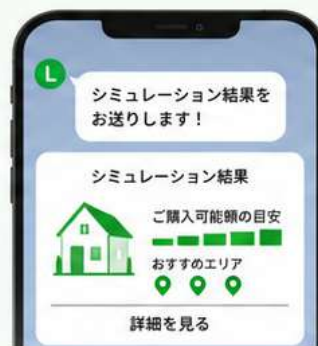 L
シミュレーション結果を
お送りします！
シミュレーション結果
ご購入可能額の目安
おすすめエリア
詳細を見る